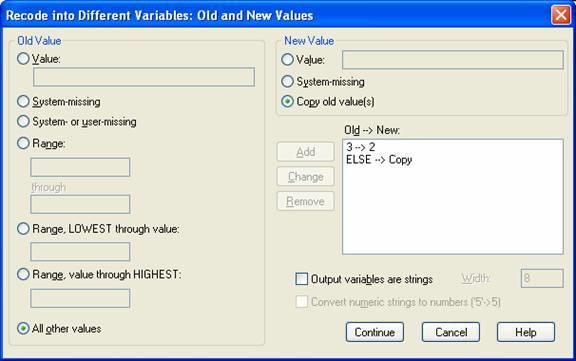 Recode into Different Variables: Old and New Values
Old Value
Value:
System-missing
System- or user-missing
Range:
through
Range, LOWEST through value:
Range, value through HIGHEST:
All other values
New Value
Value:
System-missing
Copy old value(s)
Old --> New:
Add
Change
Remove
3 --> 2
ELSE --> Copy
Output variables are strings
Width:
8
Convert numeric strings to numbers ('5'->5)
Continue
Cancel
Help